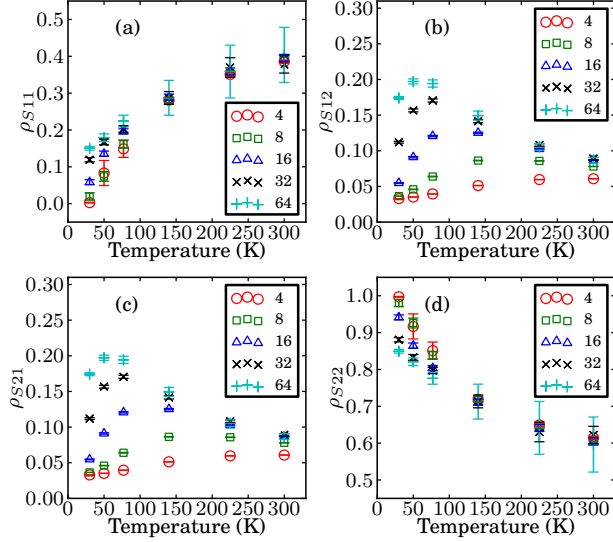 (a)
ρS11
0.5
0.4
0.3
0.2
0.1
0.0
4
8
16
32
64
0 50 100 150 200 250 300
Temperature (K)
(b)
ρS12
0.30
0.25
0.20
0.15
0.10
0.05
0.00
4
8
16
32
64
0 50 100 150 200 250 300
Temperature (K)
(c)
ρS21
0.30
0.25
0.20
0.15
0.10
0.05
0.00
4
8
16
32
64
0 50 100 150 200 250 300
Temperature (K)
(d)
ρS22
1.0
0.9
0.8
0.7
0.6
0.5
4
8
16
32
64
0 50 100 150 200 250 300
Temperature (K)